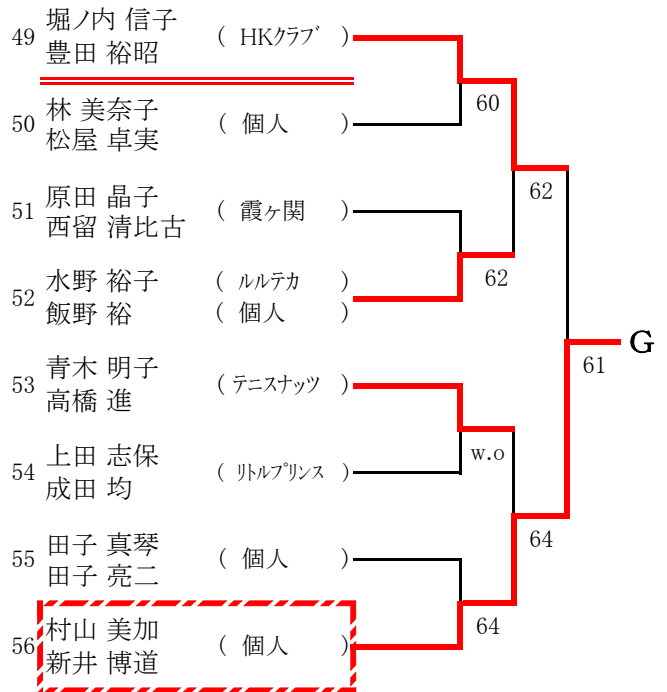 49 堀ノ内 信子 ( HKクラブ )
豊田 裕昭
60
50 林 美奈子 ( 個人 )
松屋 卓実
62
51 原田 晶子 ( 霞ヶ関 )
西留 清比古
62
52 水野 裕子 ( ルルテカ )
飯野 裕 ( 個人 )
G
61
53 青木 明子 ( テニスナッツ )
高橋 進
w.o
54 上田 志保 ( リトルプリンス )
成田 均
64
55 田子 真琴 ( 個人 )
田子 亮二
64
56 村山 美加 ( 個人 )
新井 博道